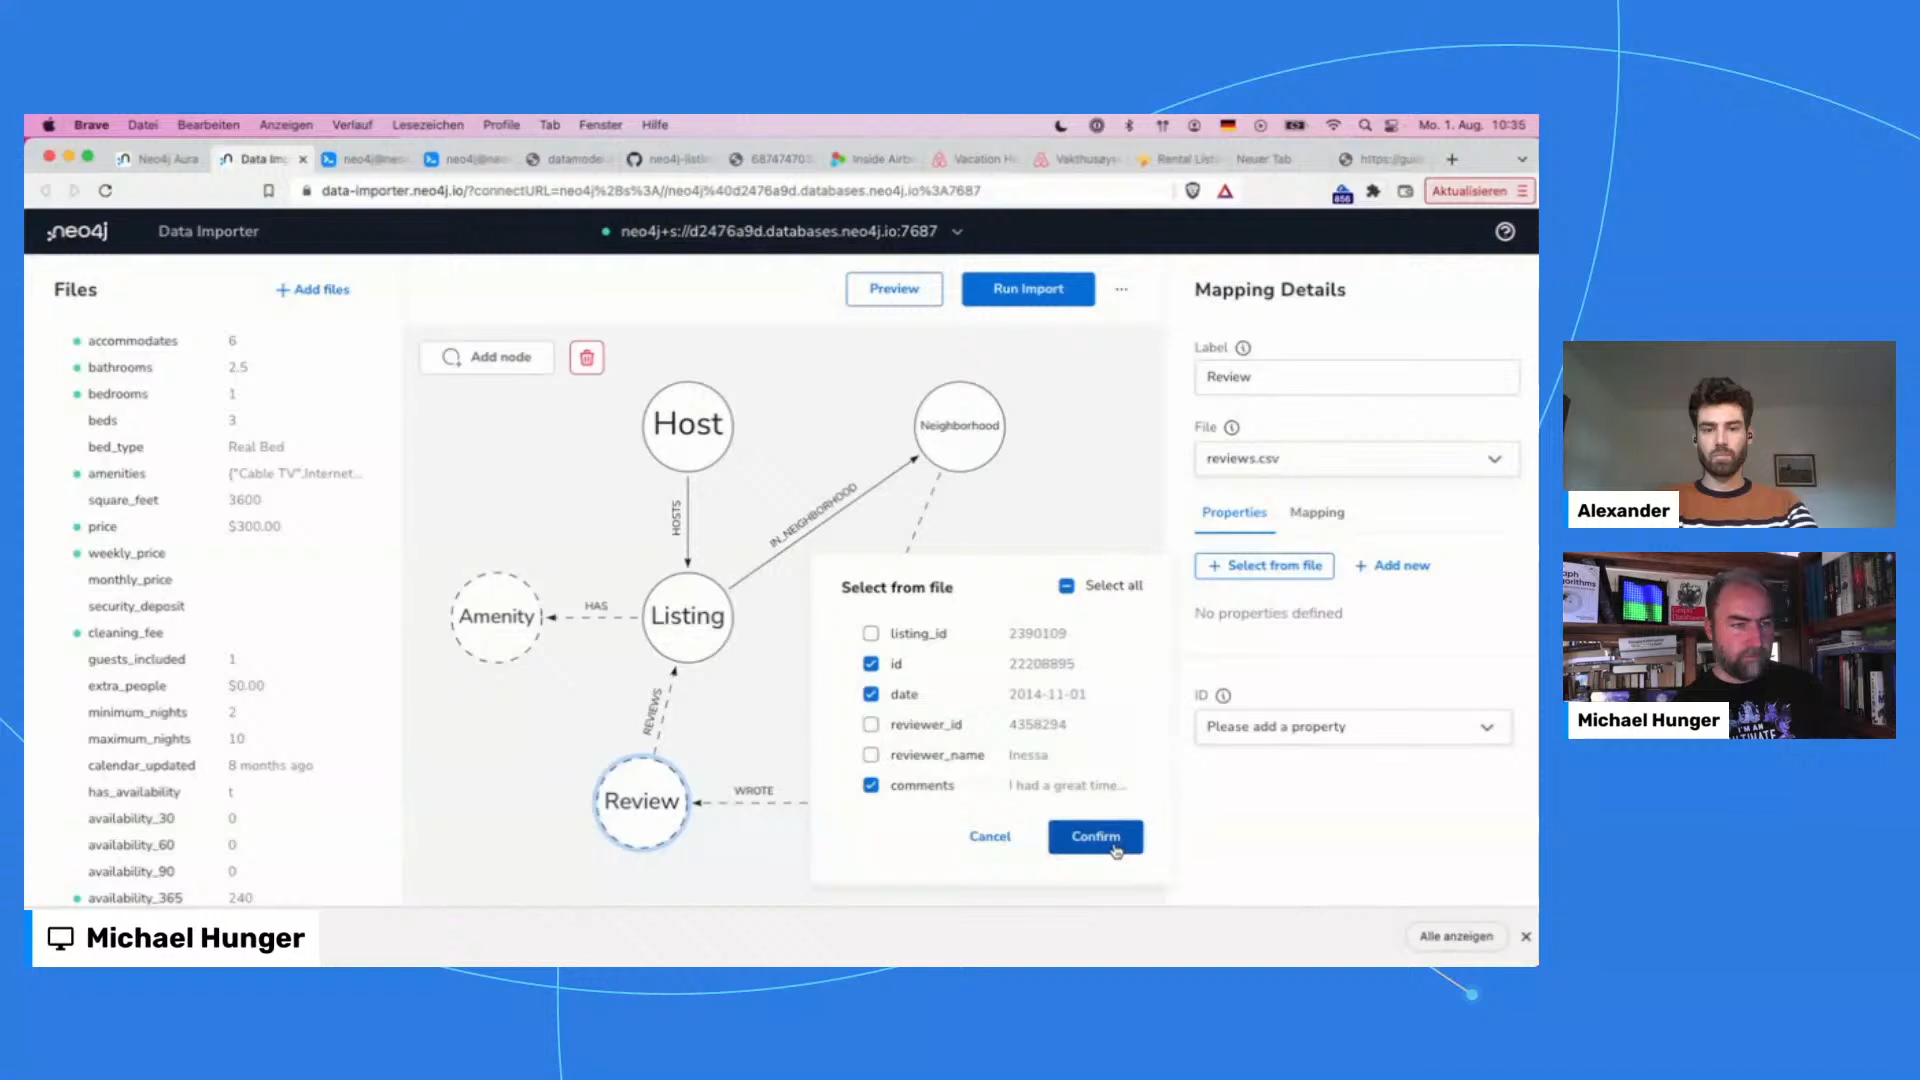 Brave Datei Bearbeiten Anzeigen Verlauf Lesezeichen Profile Tab Fenster Hilfe
Mo. 1. Aug. 10:35
Neo4j Aura
Neuer Tab
data-importer.neo4j.io/?connectURL=neo4j%2Bs%3A//neo4j%40d2476a9d.databases.neo4j.io%3A7687
856
Aktualisieren
neo4j
Data Importer
neo4j+s://d2476a9d.databases.neo4j.io:7687
Files
+ Add files
accommodates 6
bathrooms 2.5
bedrooms 1
beds 3
bed_type Real Bed
amenities {"Cable TV",Internet...
square_feet 3600
price $300.00
weekly_price
monthly_price
security_deposit
cleaning_fee
guests_included 1
extra_people $0.00
minimum_nights 2
maximum_nights 10
calendar_updated 8 months ago
has_availability t
availability_30 0
availability_60 0
availability_90 0
availability_365 240
Preview
Run Import
...
Add node
Host
Neighborhood
HOSTS
IN_NEIGHBORHOOD
Amenity
HAS
Listing
REVIEWS
Review
WROTE
Select from file
Select all
listing_id 2390109
id 22208895
date 2014-11-01
reviewer_id 4358294
reviewer_name Inessa
comments I had a great time...
Cancel
Confirm
Mapping Details
Label
Review
File
reviews.csv
Properties
Mapping
+ Select from file
+ Add new
No properties defined
ID
Please add a property
Alle anzeigen
Michael Hunger
Alexander
Michael Hunger